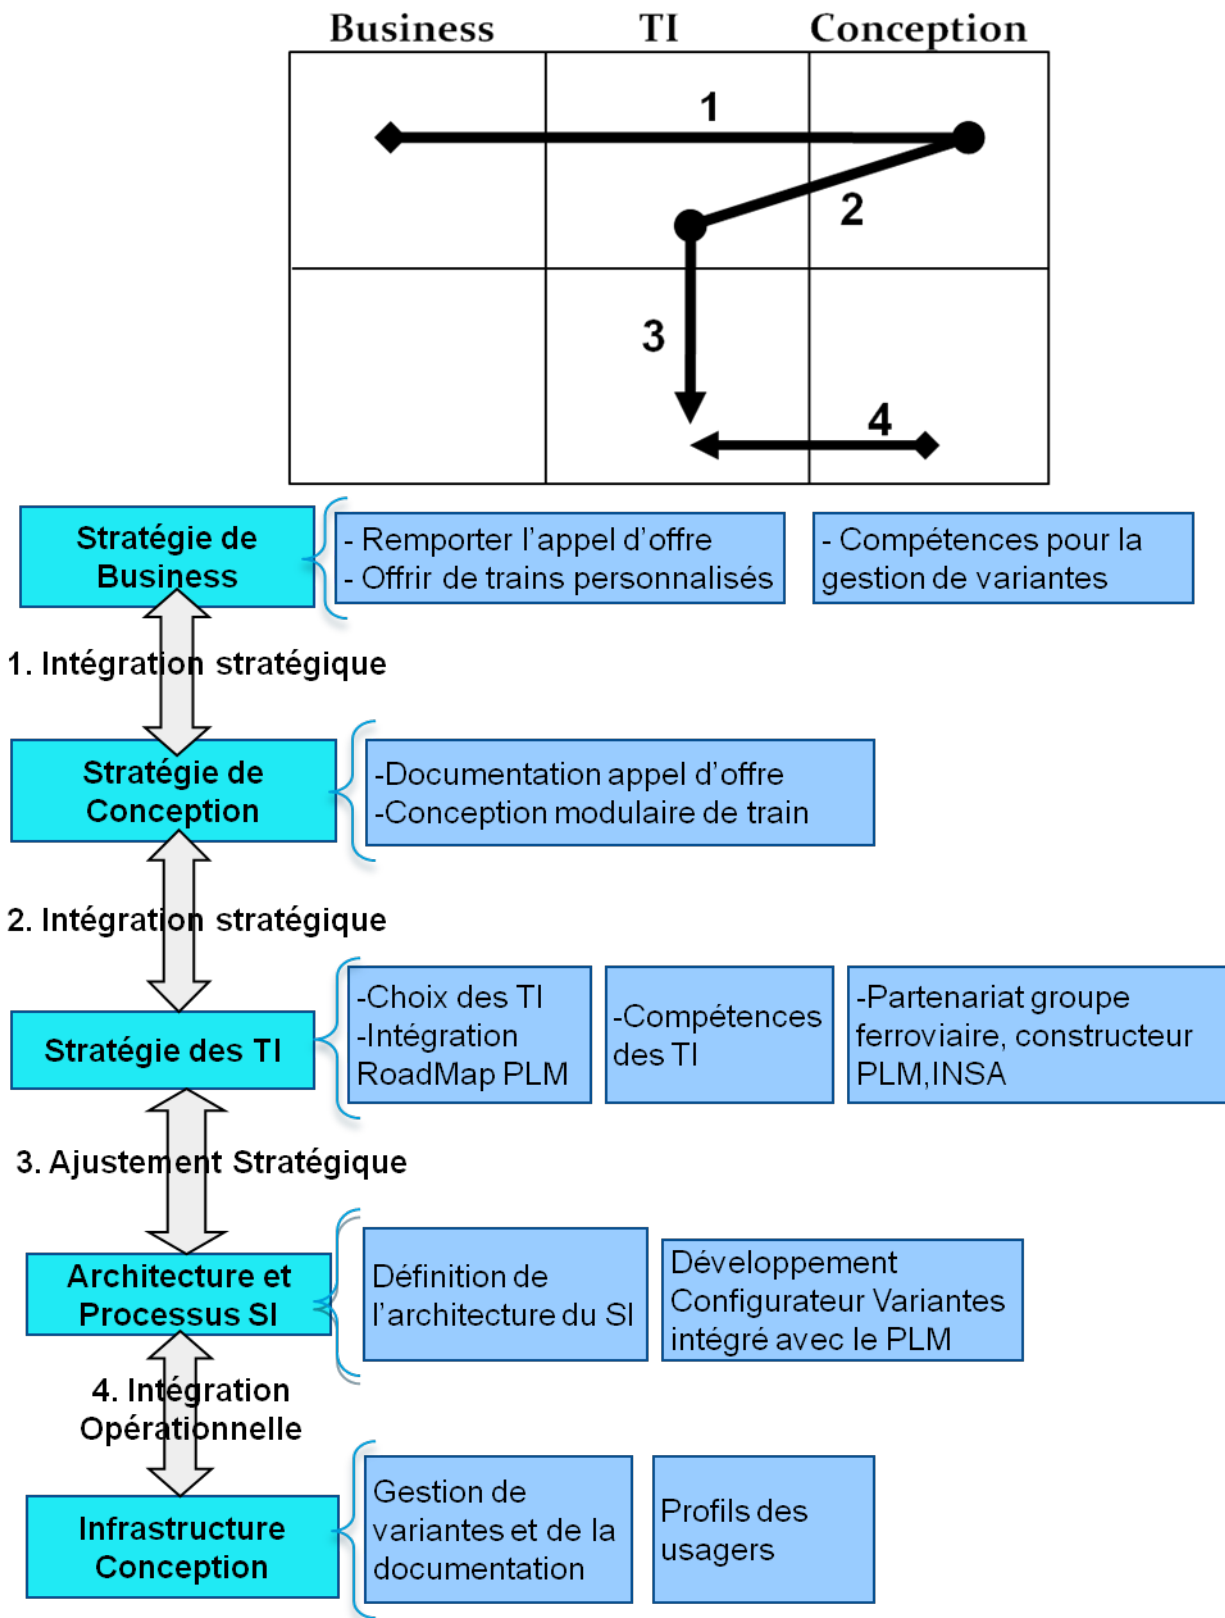 Business TI Conception
1
2
3
4
Stratégie de
Business
- Remporter l'appel d'offre
- Offrir de trains personnalisés
- Compétences pour la
gestion de variantes
1. Intégration stratégique
Stratégie de
Conception
-Documentation appel d'offre
-Conception modulaire de train
2. Intégration stratégique
Stratégie des TI
-Choix des TI
-Intégration
RoadMap PLM
-Compétences
des TI
-Partenariat groupe
ferroviaire, constructeur
PLM,INSA
3. Ajustement Stratégique
Architecture et
Processus SI
Définition de
l'architecture du SI
Développement
Configurateur Variantes
intégré avec le PLM
4. Intégration
Opérationnelle
Infrastructure
Conception
Gestion de
variantes et de la
documentation
Profils des
usagers